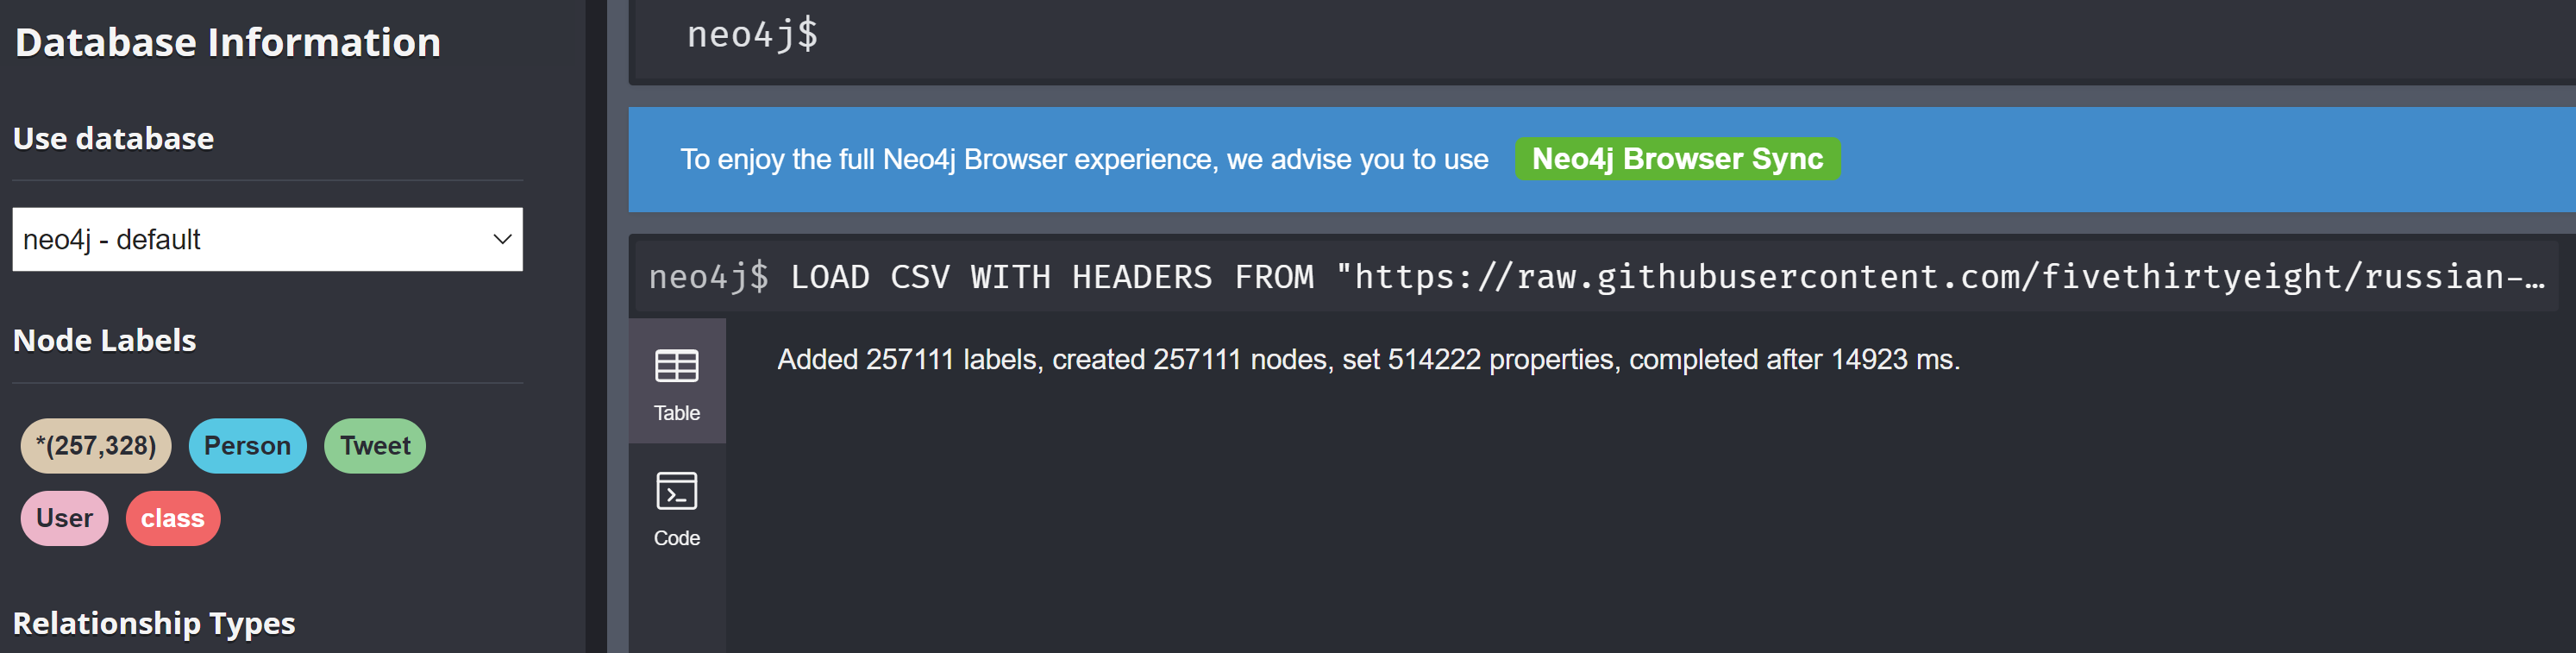 Database Information
Use database
neo4j - default
Node Labels
*(257,328) Person Tweet
User class
Relationship Types
neo4j$
To enjoy the full Neo4j Browser experience, we advise you to use Neo4j Browser Sync
neo4j$ LOAD CSV WITH HEADERS FROM "https://raw.githubusercontent.com/fivethirtyeight/russian-…
Table
Added 257111 labels, created 257111 nodes, set 514222 properties, completed after 14923 ms.
Code